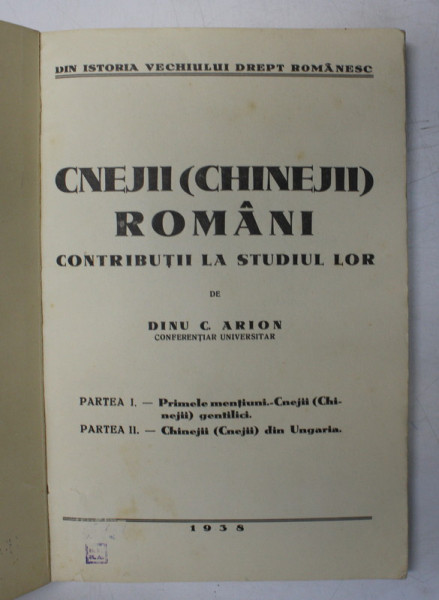 DIN ISTORIA VECHIULUI DREPT ROMÂNESC
CNEJII (CHINEJII)
ROMÂNI
CONTRIBUȚII LA STUDIUL LOR
DE
DINU C. ARION
CONFERENȚIAR UNIVERSITAR
PARTEA I. — Primele mențiuni.-Cnejii (Chi-
nejii) gentilici.
PARTEA II. — Chinejii (Cnejii) din Ungaria.
1938